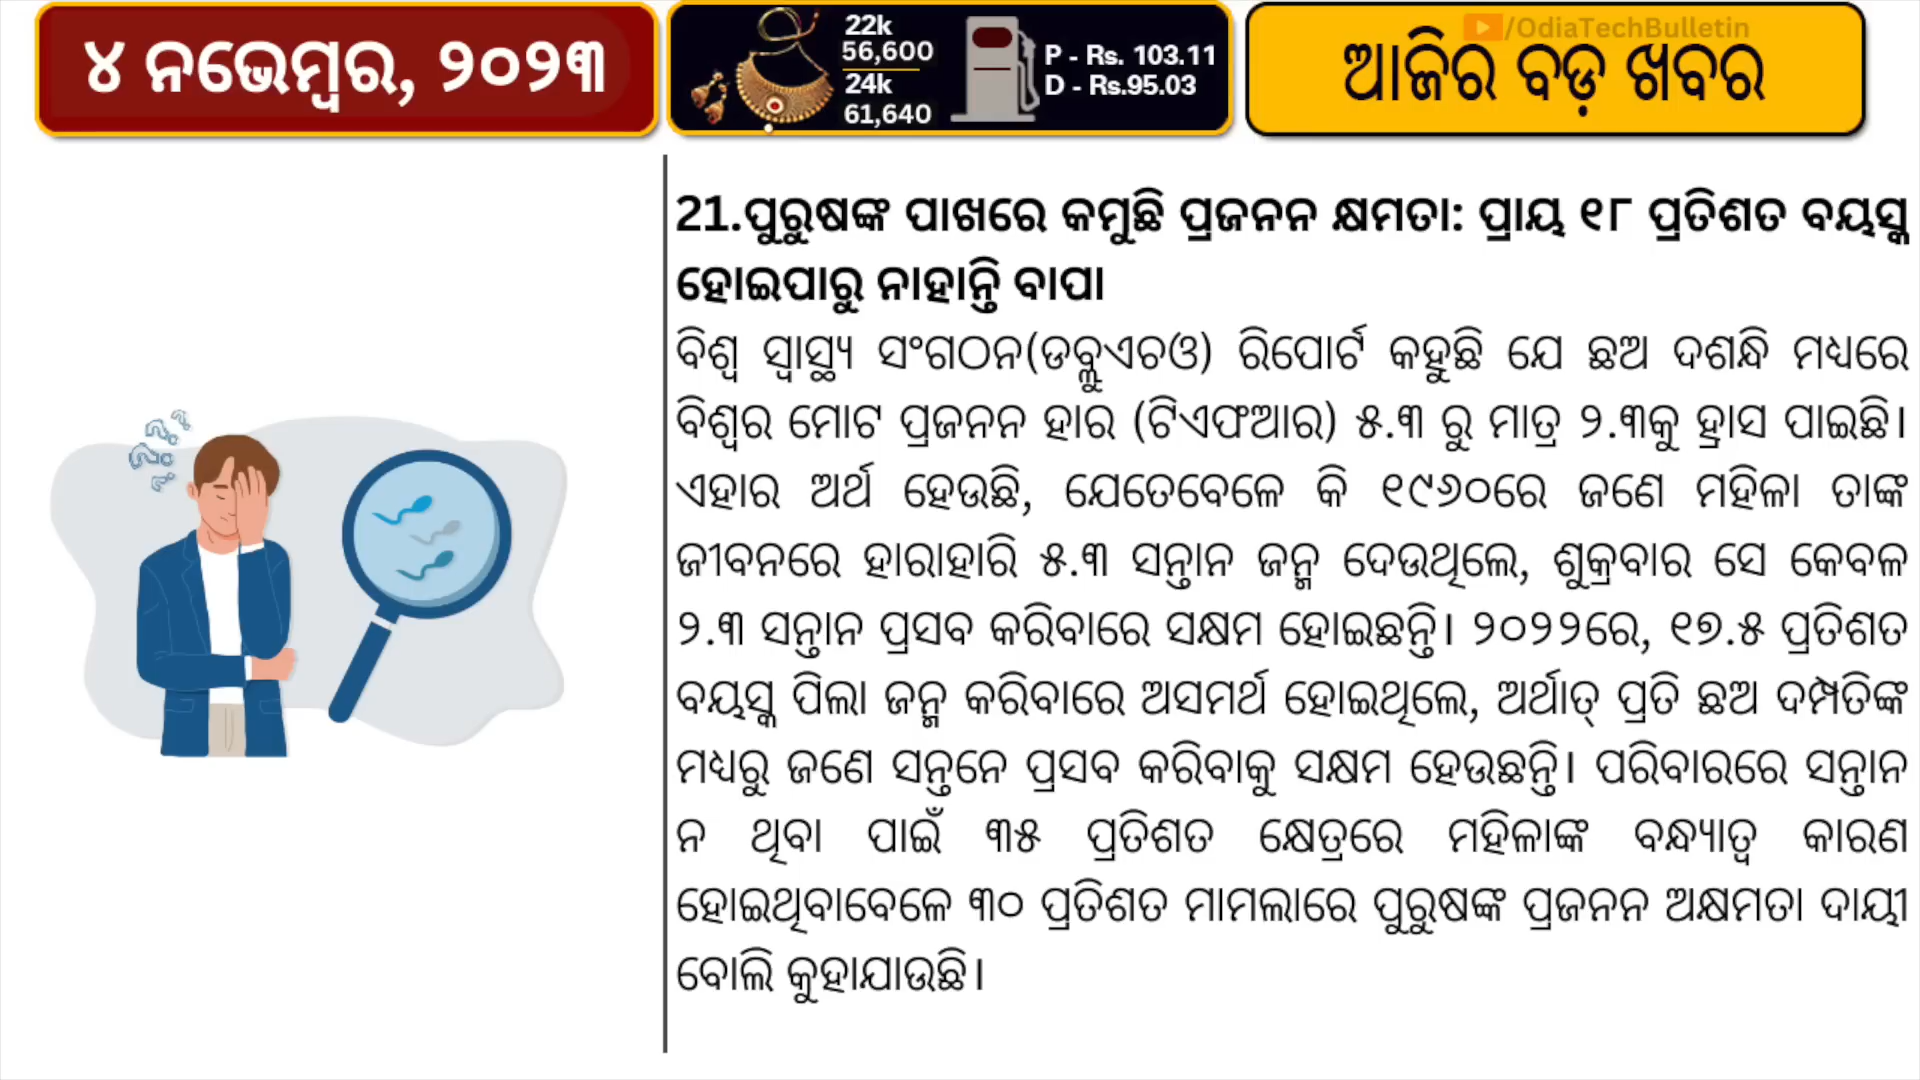 ୪ ନଭେମ୍ବର, ୨୦୨୩
22k
56,600
24k
61,640
P - Rs. 103.11
D - Rs.95.03
/OdiaTechBulletin
ଆଜିର ବଡ଼ ଖବର
21.ପୁରୁଷଙ୍କ ପାଖରେ କମୁଛି ପ୍ରଜନନ କ୍ଷମତା: ପ୍ରାୟ ୧୮ ପ୍ରତିଶତ ବୟସ୍କ
ହୋଇପାରୁ ନାହାନ୍ତି ବାପା
ବିଶ୍ୱ ସ୍ୱାସ୍ଥ୍ୟ ସଂଗଠନ(ଡବ୍ଲୁଏଚଓ) ରିପୋର୍ଟ କହୁଛି ଯେ ଛଅ ଦଶନ୍ଧି ମଧ୍ୟରେ
ବିଶ୍ୱର ମୋଟ ପ୍ରଜନନ ହାର (ଟିଏଫଆର) ୫.୩ ରୁ ମାତ୍ର ୨.୩କୁ ହ୍ରାସ ପାଇଛି।
ଏହାର ଅର୍ଥ ହେଉଛି, ଯେତେବେଳେ କି ୧୯୬୦ରେ ଜଣେ ମହିଳା ତାଙ୍କ
ଜୀବନରେ ହାରାହାରି ୫.୩ ସନ୍ତାନ ଜନ୍ମ ଦେଉଥିଲେ, ଶୁକ୍ରବାର ସେ କେବଳ
୨.୩ ସନ୍ତାନ ପ୍ରସବ କରିବାରେ ସକ୍ଷମ ହୋଇଛନ୍ତି। ୨୦୨୨ରେ, ୧୭.୫ ପ୍ରତିଶତ
ବୟସ୍କ ପିଲା ଜନ୍ମ କରିବାରେ ଅସମର୍ଥ ହୋଇଥିଲେ, ଅର୍ଥାତ୍ ପ୍ରତି ଛଅ ଦମ୍ପତିଙ୍କ
ମଧ୍ୟରୁ ଜଣେ ସନ୍ତନେ ପ୍ରସବ କରିବାକୁ ସକ୍ଷମ ହେଉଛନ୍ତି। ପରିବାରରେ ସନ୍ତାନ
ନ ଥିବା ପାଇଁ ୩୫ ପ୍ରତିଶତ କ୍ଷେତ୍ରରେ ମହିଳାଙ୍କ ବନ୍ଧ୍ୟାତ୍ୱ କାରଣ
ହୋଇଥିବାବେଳେ ୩୦ ପ୍ରତିଶତ ମାମଲାରେ ପୁରୁଷଙ୍କ ପ୍ରଜନନ ଅକ୍ଷମତା ଦାୟୀ
ବୋଲି କୁହାଯାଉଛି।